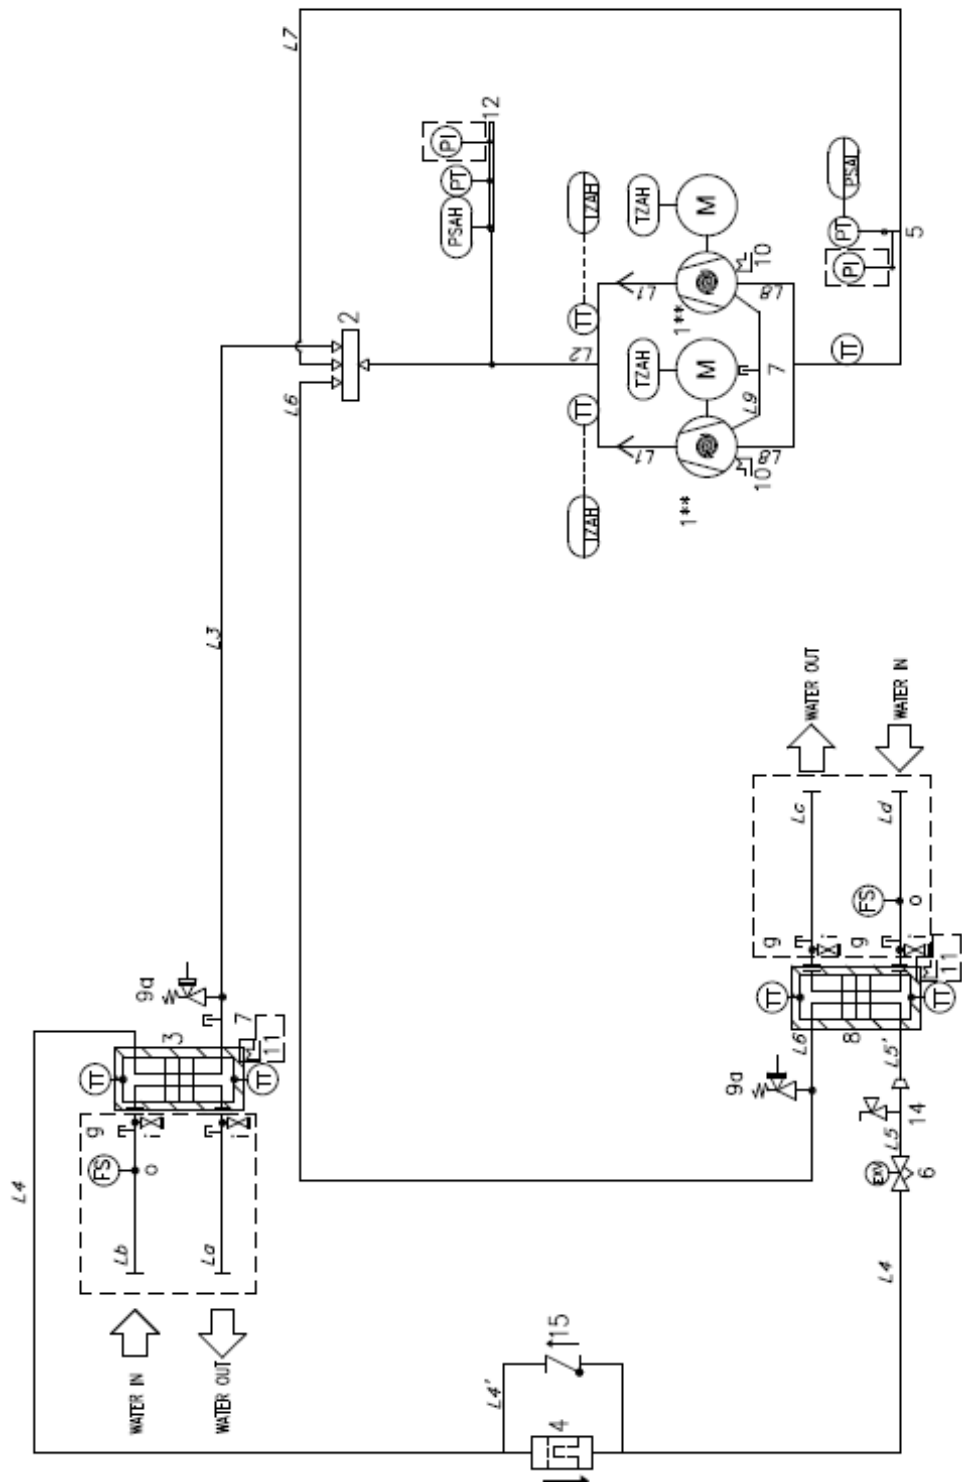 L7
12
PI
PT
PSAH
TZAH
TZAH
M
PSAL
PT
PI
5
10
1**
L1
L8
TT
TT
2
L2
L6
TZAH
M
7
L9
TT
L1
L8
10
TZAH
1**
L3
WATER OUT
WATER IN
Lc
Ld
FS
o
g
i
g
i
11
TT
TT
8
L6
L5'
9a
14
L5
EXV
6
L4
9a
7
3
11
TT
TT
g
i
i
FS
o
Lb
La
L4
WATER IN
WATER OUT
L4'
15
4